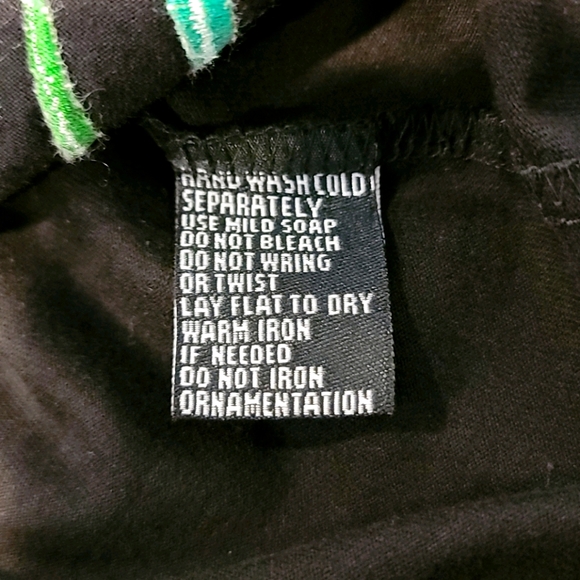 HAND WASH COLD
SEPARATELY
USE MILD SOAP
DO NOT BLEACH
DO NOT WRING
OR TWIST
LAY FLAT TO DRY
WARM IRON
IF NEEDED
DO NOT IRON
ORNAMENTATION